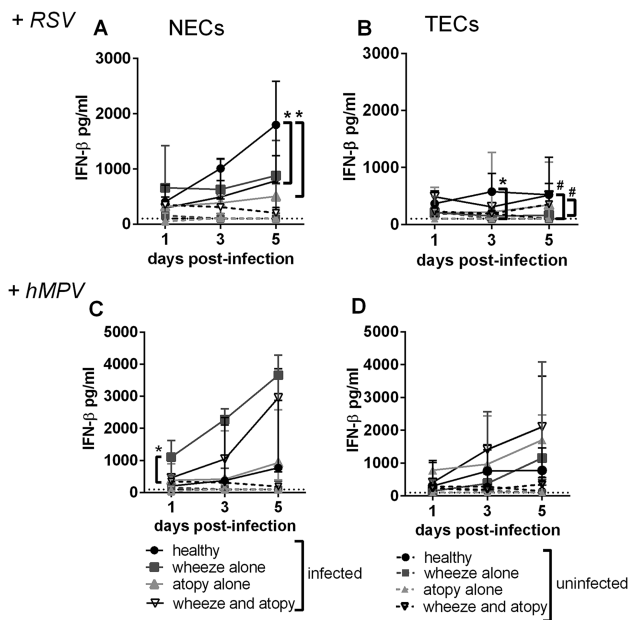 + RSV
A NECs
B TECs
IFN-β pg/ml
3000
2000
1000
0
* *
1 3 5
days post-infection
IFN-β pg/ml
3000
2000
1000
0
* # #
1 3 5
days post-infection
+ hMPV
C
IFN-β pg/ml
5000
4000
3000
2000
1000
0
*
1 3 5
days post-infection
D
IFN-β pg/ml
5000
4000
3000
2000
1000
0
1 3 5
days post-infection
healthy
wheeze alone
atopy alone
wheeze and atopy
infected
healthy
wheeze alone
atopy alone
wheeze and atopy
uninfected